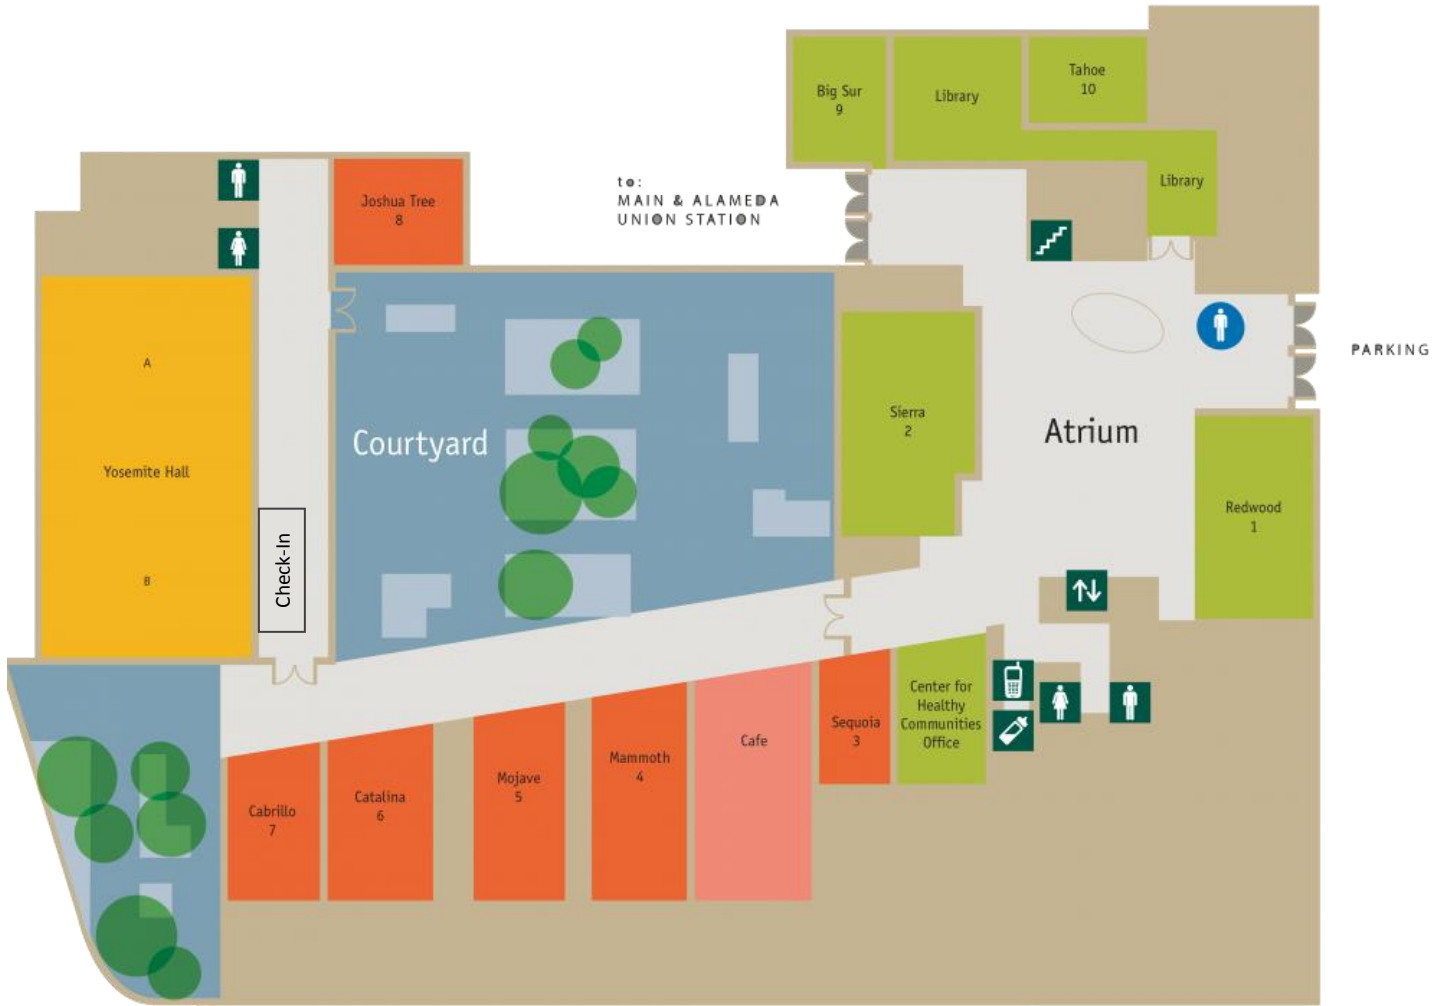 Big Sur
9
Library
Tahoe
10
Library
to:
MAIN & ALAMEDA
UNION STATION
Joshua Tree
8
PARKING
A
Yosemite Hall
B
Check-In
Courtyard
Sierra
2
Atrium
Redwood
1
Center for
Healthy
Communities
Office
Sequoia
3
Cafe
Mammoth
4
Mojave
5
Catalina
6
Cabrillo
7